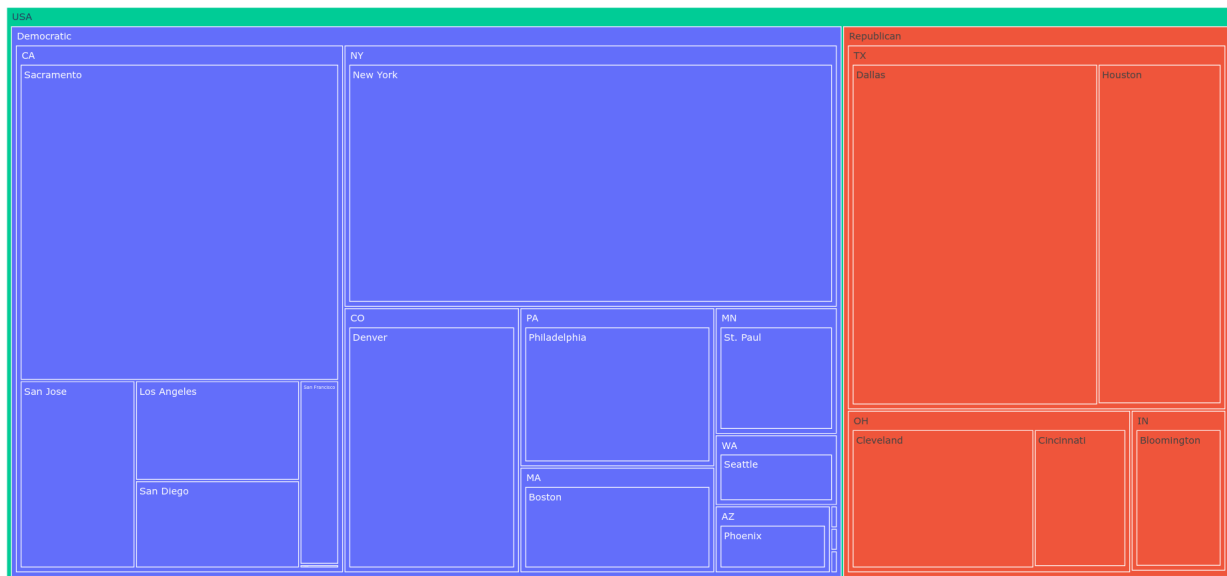 USA
Democratic
CA
Sacramento
San Jose
Los Angeles
San Francisco
San Diego
NY
New York
CO
Denver
PA
Philadelphia
MA
Boston
MN
St. Paul
WA
Seattle
AZ
Phoenix
Republican
TX
Dallas
Houston
OH
Cleveland
Cincinnati
IN
Bloomington